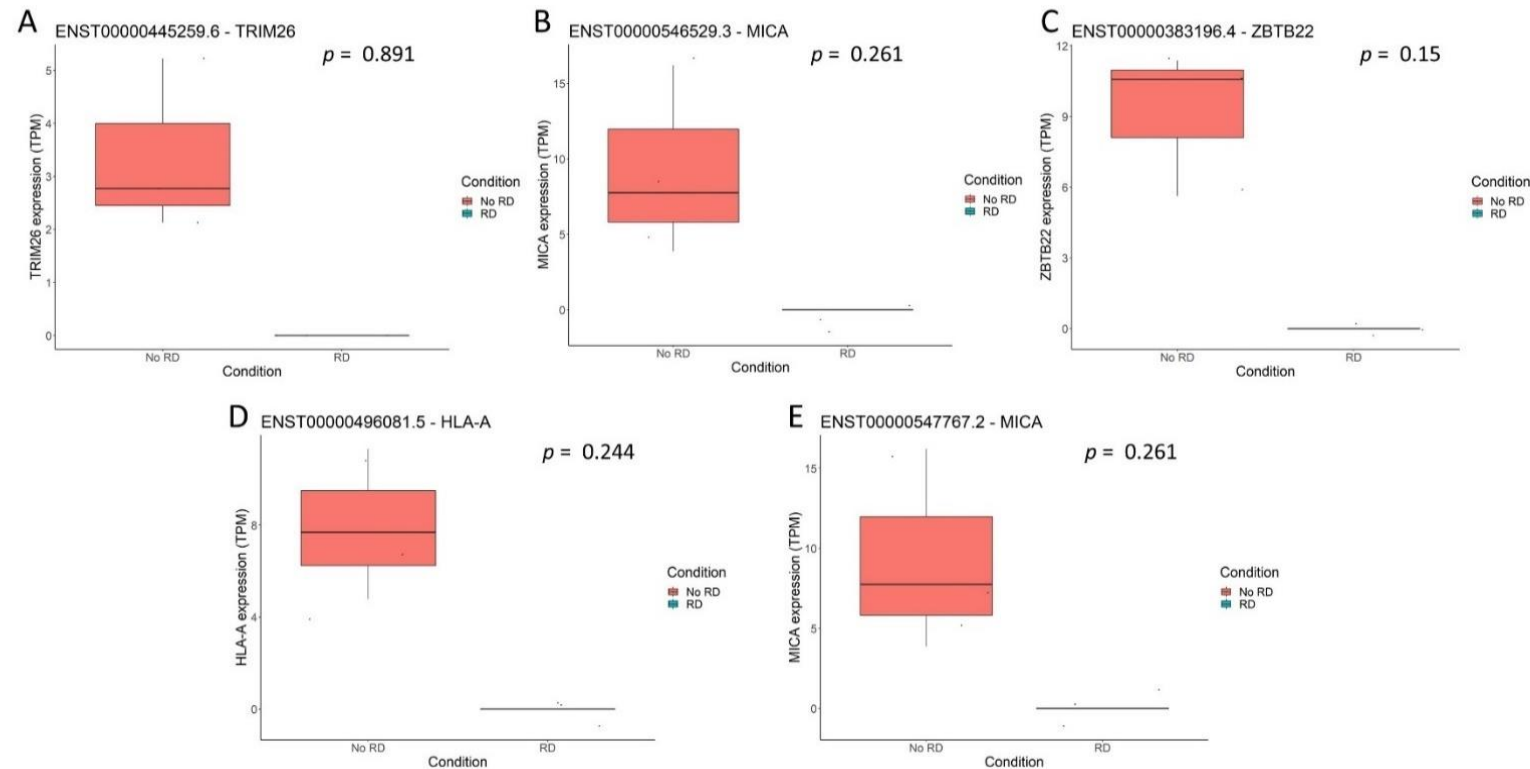 A
ENST00000445259.6 - TRIM26
p = 0.891
TRIM26 expression (TPM)
5
4
3
2
1
0
No RD
RD
Condition
Condition
No RD
RD
B
ENST00000546529.3 - MICA
p = 0.261
MICA expression (TPM)
15
10
5
0
No RD
RD
Condition
Condition
No RD
RD
C
ENST00000383196.4 - ZBTB22
p = 0.15
ZBTB22 expression (TPM)
12
9
6
3
0
No RD
RD
Condition
Condition
No RD
RD
D
ENST00000496081.5 - HLA-A
p = 0.244
HLA-A expression (TPM)
8
4
0
No RD
RD
Condition
Condition
No RD
RD
E
ENST00000547767.2 - MICA
p = 0.261
MICA expression (TPM)
15
10
5
0
No RD
RD
Condition
Condition
No RD
RD